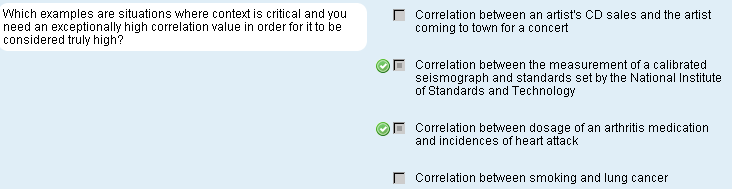 Which examples are situations where context is critical and you
need an exceptionally high correlation value in order for it to be
considered truly high?
Correlation between an artist's CD sales and the artist
coming to town for a concert
Correlation between the measurement of a calibrated
seismograph and standards set by the National Institute
of Standards and Technology
Correlation between dosage of an arthritis medication
and incidences of heart attack
Correlation between smoking and lung cancer